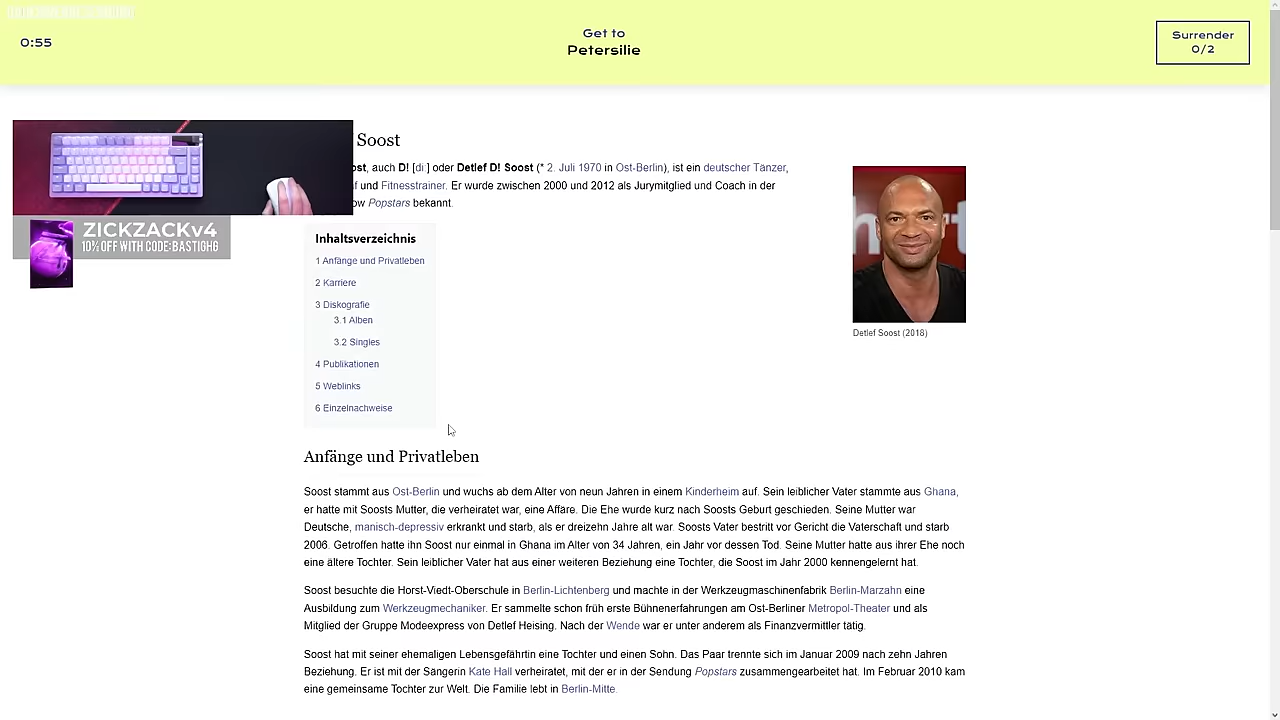 0:55
Get to
Petersilie
Surrender
0/2
Soost
ost, auch D! [di ] oder Detlef D! Soost (* 2. Juli 1970 in Ost-Berlin), ist ein deutscher Tänzer,
f und Fitnesstrainer. Er wurde zwischen 2000 und 2012 als Jurymitglied und Coach in der
ow Popstars bekannt.
ZICKZACKv4
10% OFF WITH CODE:BASTIGHG
Detlef Soost (2018)
Inhaltsverzeichnis
1 Anfänge und Privatleben
2 Karriere
3 Diskografie
3.1 Alben
3.2 Singles
4 Publikationen
5 Weblinks
6 Einzelnachweise
Anfänge und Privatleben
Soost stammt aus Ost-Berlin und wuchs ab dem Alter von neun Jahren in einem Kinderheim auf. Sein leiblicher Vater stammte aus Ghana,
er hatte mit Soosts Mutter, die verheiratet war, eine Affäre. Die Ehe wurde kurz nach Soosts Geburt geschieden. Seine Mutter war
Deutsche, manisch-depressiv erkrankt und starb, als er dreizehn Jahre alt war. Soosts Vater bestritt vor Gericht die Vaterschaft und starb
2006. Getroffen hatte ihn Soost nur einmal in Ghana im Alter von 34 Jahren, ein Jahr vor dessen Tod. Seine Mutter hatte aus ihrer Ehe noch
eine ältere Tochter. Sein leiblicher Vater hat aus einer weiteren Beziehung eine Tochter, die Soost im Jahr 2000 kennengelernt hat.
Soost besuchte die Horst-Viedt-Oberschule in Berlin-Lichtenberg und machte in der Werkzeugmaschinenfabrik Berlin-Marzahn eine
Ausbildung zum Werkzeugmechaniker. Er sammelte schon früh erste Bühnenerfahrungen am Ost-Berliner Metropol-Theater und als
Mitglied der Gruppe Modeexpress von Detlef Heising. Nach der Wende war er unter anderem als Finanzvermittler tätig.
Soost hat mit seiner ehemaligen Lebensgefährtin eine Tochter und einen Sohn. Das Paar trennte sich im Januar 2009 nach zehn Jahren
Beziehung. Er ist mit der Sängerin Kate Hall verheiratet, mit der er in der Sendung Popstars zusammengearbeitet hat. Im Februar 2010 kam
eine gemeinsame Tochter zur Welt. Die Familie lebt in Berlin-Mitte.